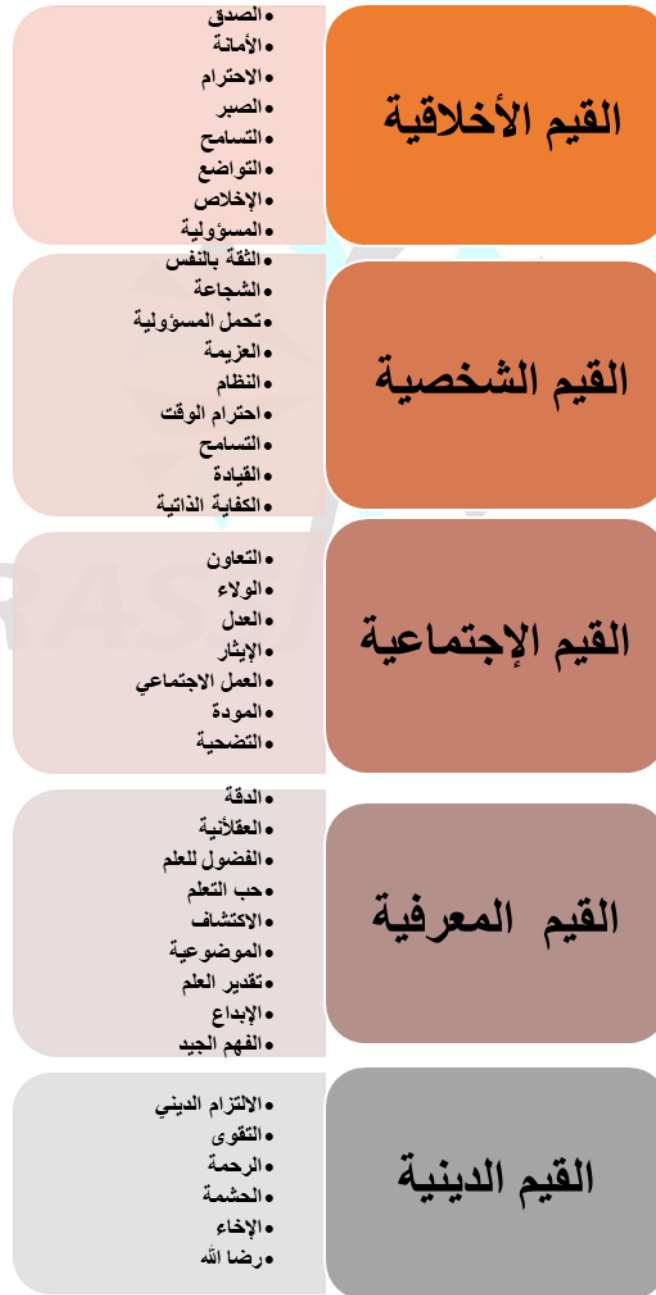 القيم الأخلاقية
•الصدق
•الأمانة
•الاحترام
•الصبر
•التسامح
•التواضع
•الإخلاص
•المسؤولية
القيم الشخصية
•الثقة بالنفس
•الشجاعة
•تحمل المسؤولية
•العزيمة
•النظام
•احترام الوقت
•التسامح
•القيادة
•الكفاية الذاتية
القيم الإجتماعية
•التعاون
•الولاء
•العدل
•الإيثار
•العمل الاجتماعي
•المودة
•التضحية
القيم المعرفية
•الدقة
•العقلأنية
•الفضول للعلم
•حب التعلم
•الاكتشاف
•الموضوعية
•تقدير العلم
•الإبداع
•الفهم الجيد
القيم الدينية
•الالتزام الديني
•التقوى
•الرحمة
•الحشمة
•الإخاء
•رضا الله